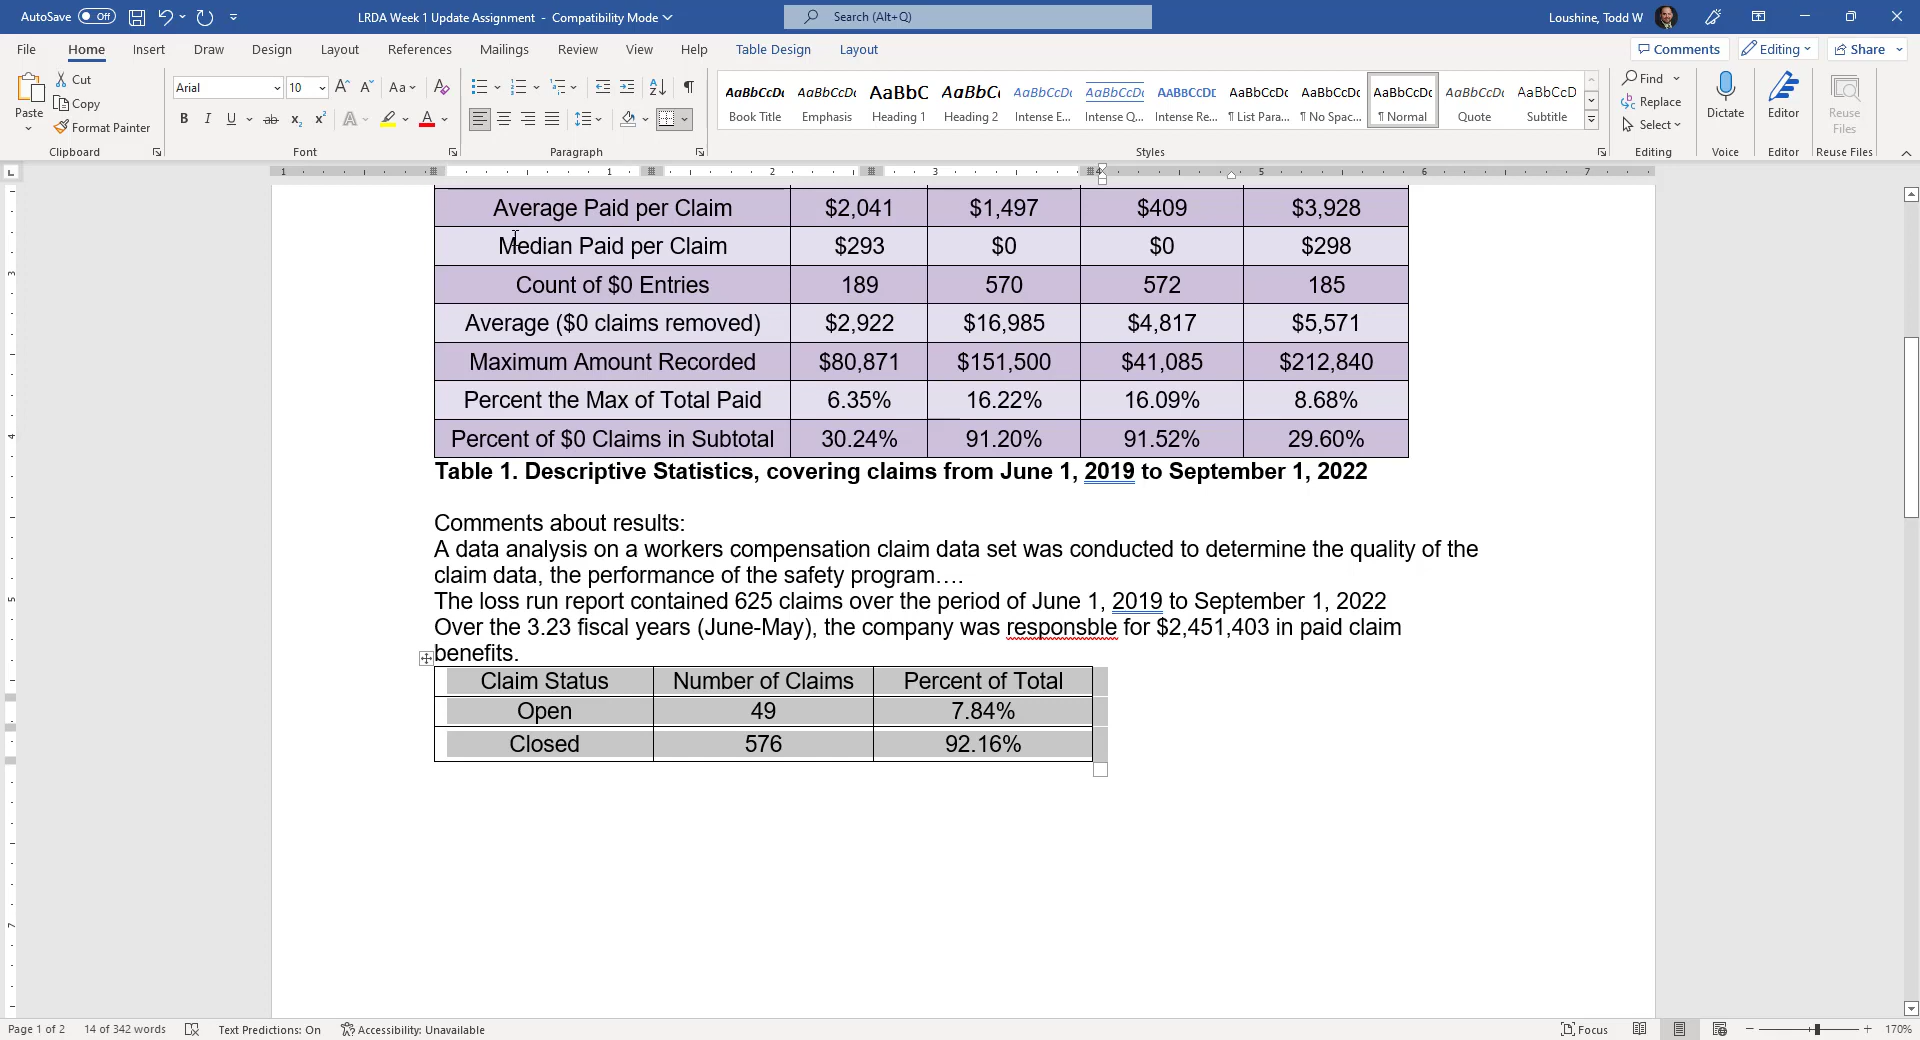 AutoSave Off LRDA Week 1 Update Assignment - Compatibility Mode Search (Alt+Q) Loushine, Todd W
File Home Insert Draw Design Layout References Mailings Review View Help Table Design Layout Comments Editing Share
Paste Cut Copy Format Painter Clipboard
Arial 10 Font
Paragraph
AaBbCcDc AaBbCcDc AaBbC AaBbC AaBbCcDc AaBbCcDc AABBCCDE AaBbCcDc AaBbCcDc AaBbCcDc AaBbCcDc AaBbCcD
Book Title Emphasis Heading 1 Heading 2 Intense E... Intense Q... Intense Re... ¶ List Para... ¶ No Spac... ¶ Normal Quote Subtitle
Styles
Find Replace Select Editing
Dictate Voice
Editor Editor
Reuse Files Reuse Files
1 1 2 3 4 5 6 7
3
4
5
7
Average Paid per Claim $2,041 $1,497 $409 $3,928
Median Paid per Claim $293 $0 $0 $298
Count of $0 Entries 189 570 572 185
Average ($0 claims removed) $2,922 $16,985 $4,817 $5,571
Maximum Amount Recorded $80,871 $151,500 $41,085 $212,840
Percent the Max of Total Paid 6.35% 16.22% 16.09% 8.68%
Percent of $0 Claims in Subtotal 30.24% 91.20% 91.52% 29.60%
Table 1. Descriptive Statistics, covering claims from June 1, 2019 to September 1, 2022
Comments about results:
A data analysis on a workers compensation claim data set was conducted to determine the quality of the
claim data, the performance of the safety program….
The loss run report contained 625 claims over the period of June 1, 2019 to September 1, 2022
Over the 3.23 fiscal years (June-May), the company was responsble for $2,451,403 in paid claim
benefits.
Claim Status Number of Claims Percent of Total
Open 49 7.84%
Closed 576 92.16%
Page 1 of 2 14 of 342 words Text Predictions: On Accessibility: Unavailable Focus 170%